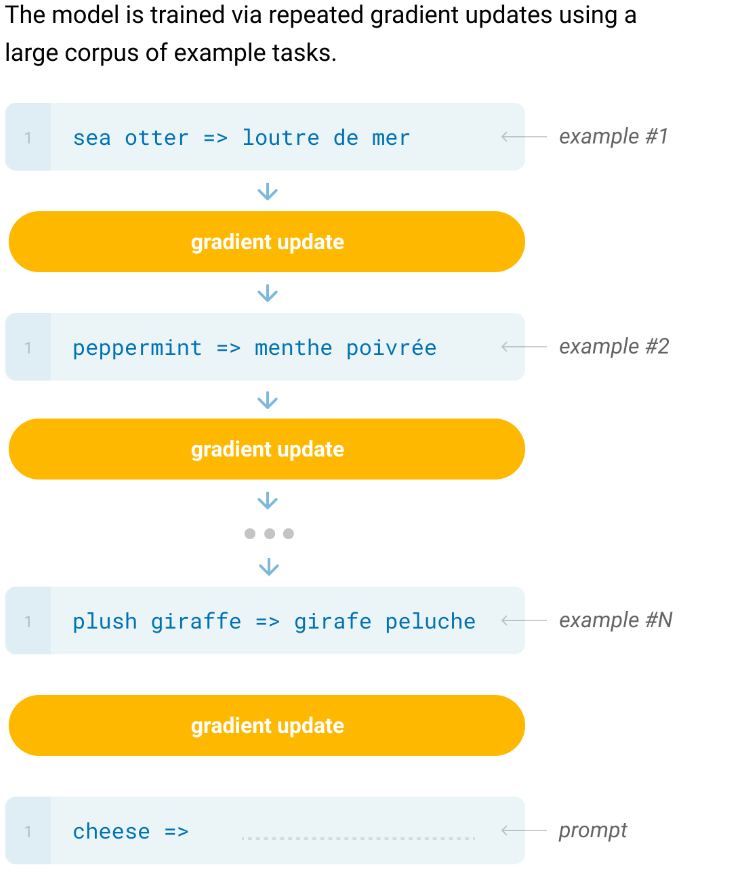 The model is trained via repeated gradient updates using a
large corpus of example tasks.
1 sea otter => loutre de mer example #1
gradient update
1 peppermint => menthe poivrée example #2
gradient update
1 plush giraffe => girafe peluche example #N
gradient update
1 cheese => prompt